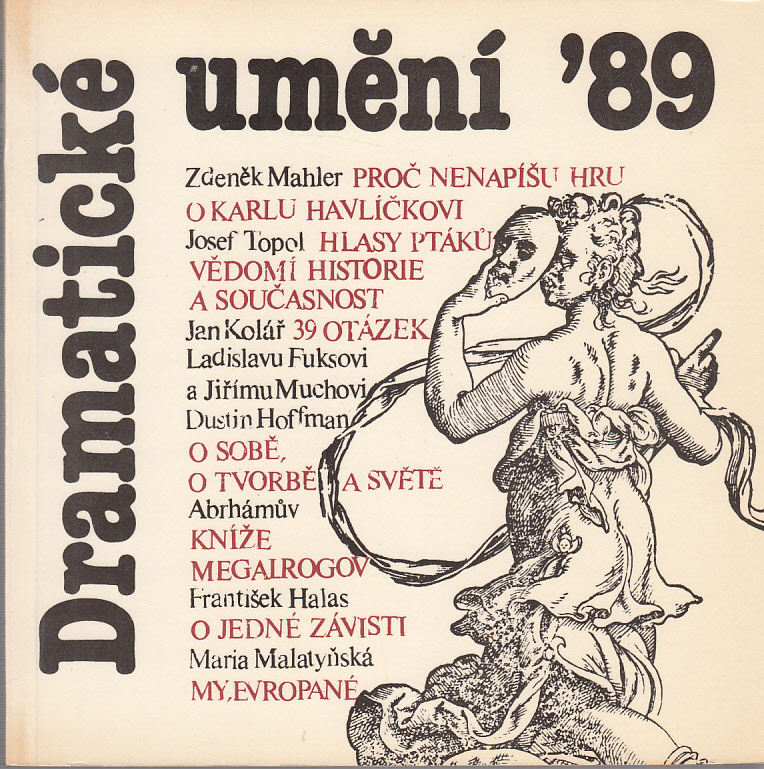 Dramatické
umění '89
Zdeněk Mahler PROČ NENAPÍŠU HRU
O KARLU HAVLÍČKOVI
Josef Topol HLASY PTÁKŮ
VĚDOMÍ HISTORIE
A SOUČASNOST
Jan Kolář 39 OTÁZEK
Ladislavu Fuksovi
a Jiřímu Muchovi
Dustin Hoffman
O SOBĚ,
O TVORBĚ A SVĚTĚ
Abrhámův
KNÍŽE
MEGALROGOV
František Halas
O JEDNÉ ZÁVISTI
Maria Malatyňská
MY, EVROPANÉ